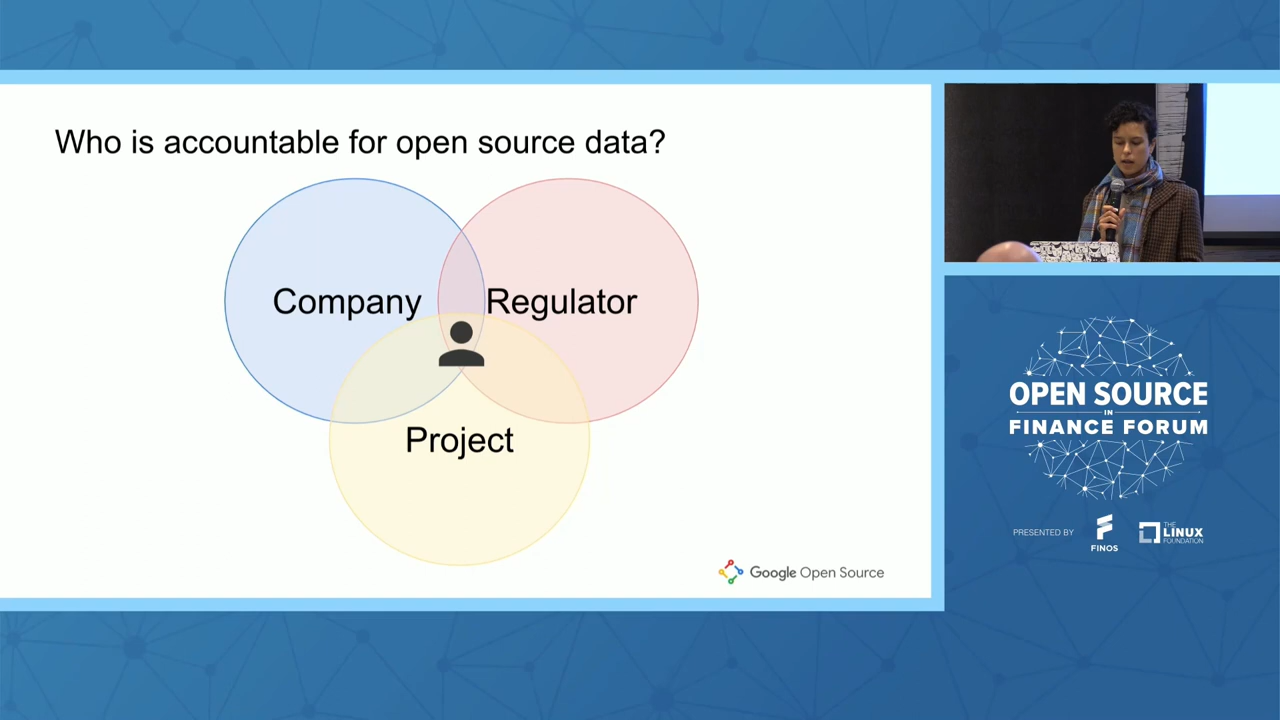 Who is accountable for open source data?
Company
Regulator
Project
Google Open Source
OPEN SOURCE
IN
FINANCE FORUM
PRESENTED BY
FINOS
THE
LINUX
FOUNDATION